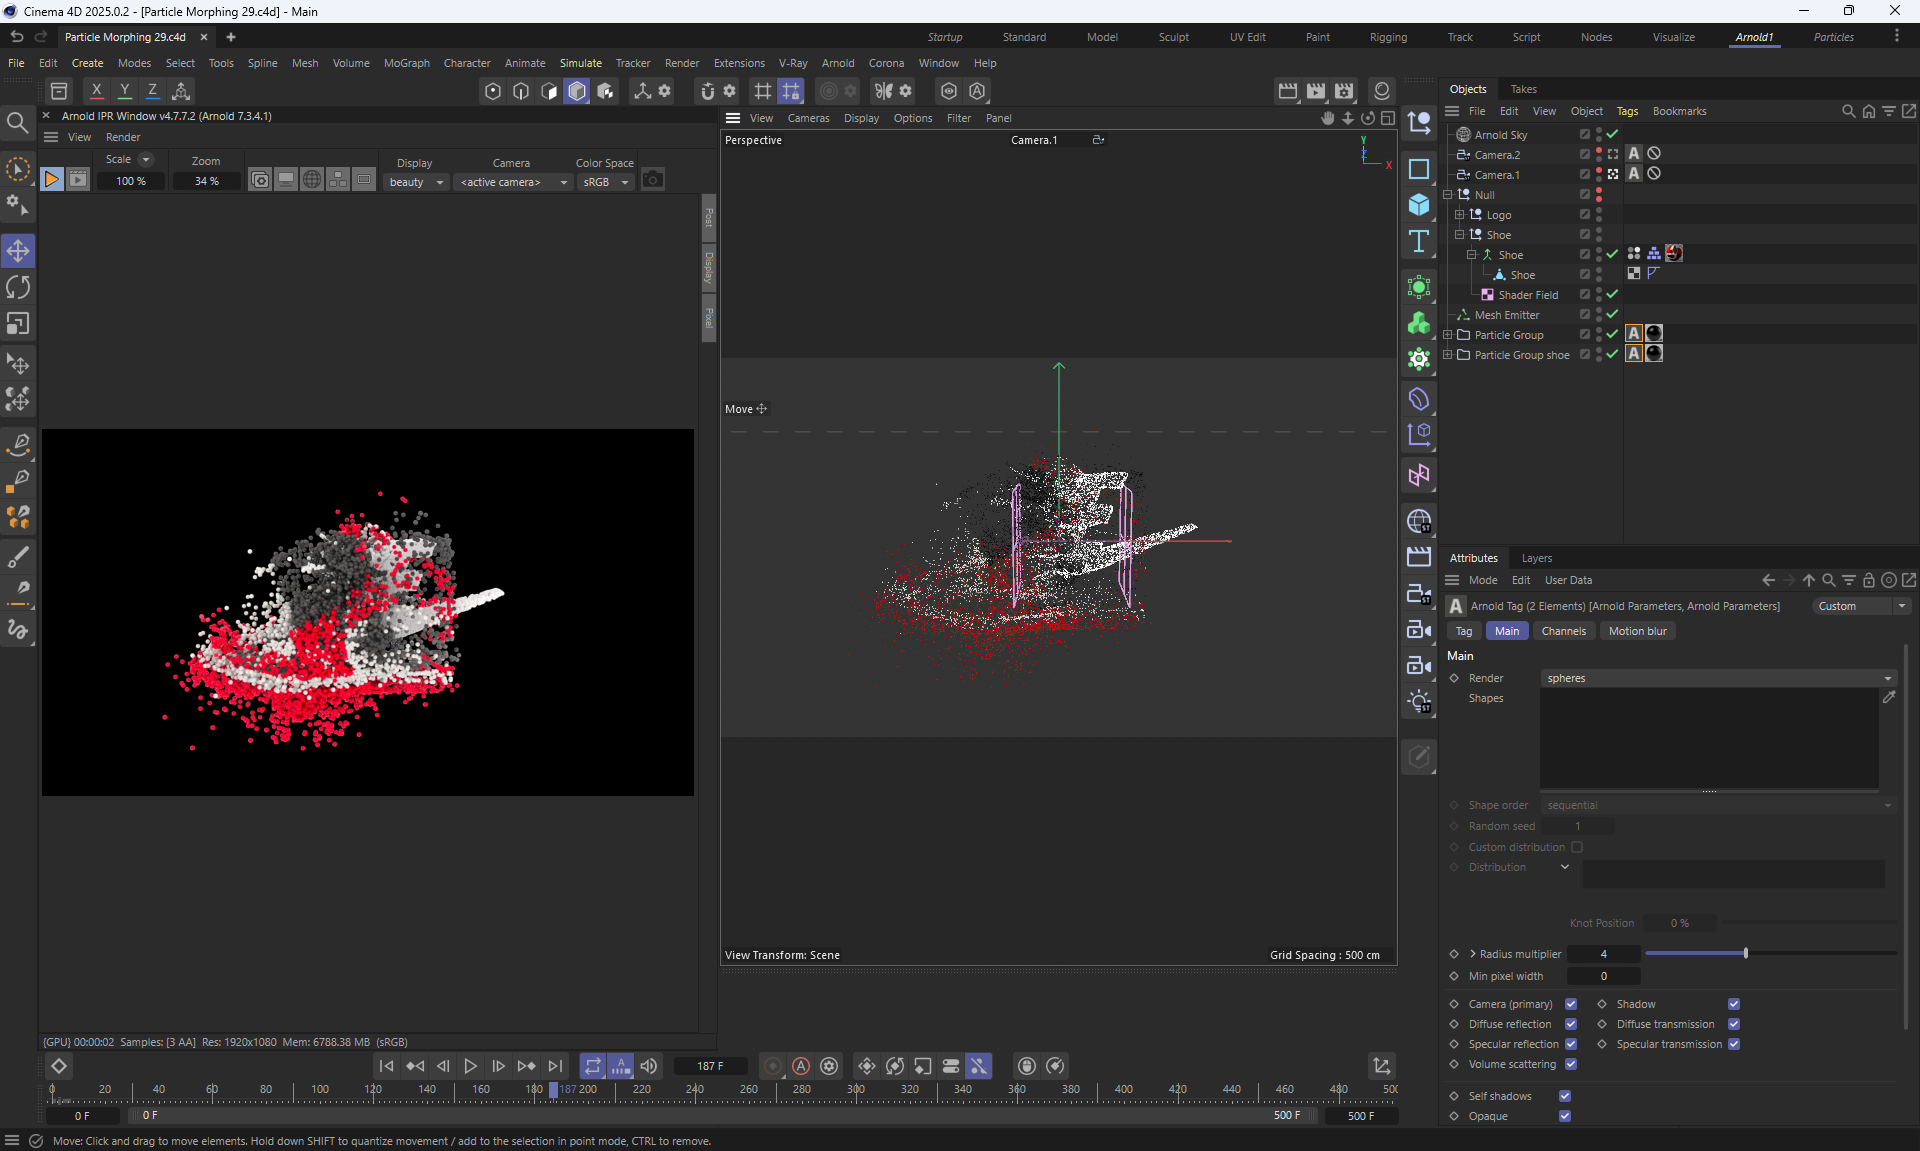 Cinema 4D 2025.0.2 - [Particle Morphing 29.c4d] - Main
Particle Morphing 29.c4d
Startup Standard Model Sculpt UV Edit Paint Rigging Track Script Nodes Visualize Arnold1 Particles
File Edit Create Modes Select Tools Spline Mesh Volume MoGraph Character Animate Simulate Tracker Render Extensions V-Ray Arnold Corona Window Help
X Y Z
Arnold IPR Window v4.7.7.2 (Arnold 7.3.4.1)
View Render
Scale Zoom Display Camera Color Space
100 % 34 % beauty <active camera> sRGB
Post
Display
Pixel
View Cameras Display Options Filter Panel
Perspective Camera.1
Y
Z
X
Move
View Transform: Scene Grid Spacing : 500 cm
{GPU} 00:00:02 Samples: [3 AA] Res: 1920x1080 Mem: 6788.38 MB (sRGB)
187 F
0 20 40 60 80 100 120 140 160 180 187 200 220 240 260 280 300 320 340 360 380 400 420 440 460 480 500
0 F 0 F 500 F 500 F
Move: Click and drag to move elements. Hold down SHIFT to quantize movement / add to the selection in point mode, CTRL to remove.
Objects Takes
File Edit View Object Tags Bookmarks
Arnold Sky
Camera.2
Camera.1
Null
Logo
Shoe
Shoe
Shoe
Shader Field
Mesh Emitter
Particle Group
Particle Group shoe
Attributes Layers
Mode Edit User Data
Arnold Tag (2 Elements) [Arnold Parameters, Arnold Parameters] Custom
Tag Main Channels Motion blur
Main
Render spheres
Shapes
Shape order sequential
Random seed 1
Custom distribution
Distribution
Knot Position 0 %
Radius multiplier 4
Min pixel width 0
Camera (primary) Shadow
Diffuse reflection Diffuse transmission
Specular reflection Specular transmission
Volume scattering
Self shadows
Opaque